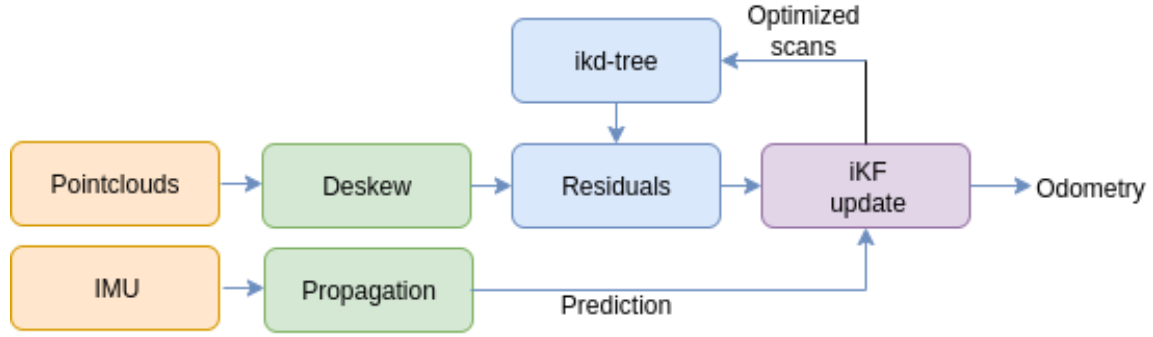 Optimized
scans
ikd-tree
Pointclouds
Deskew
Residuals
iKF
update
Odometry
IMU
Propagation
Prediction